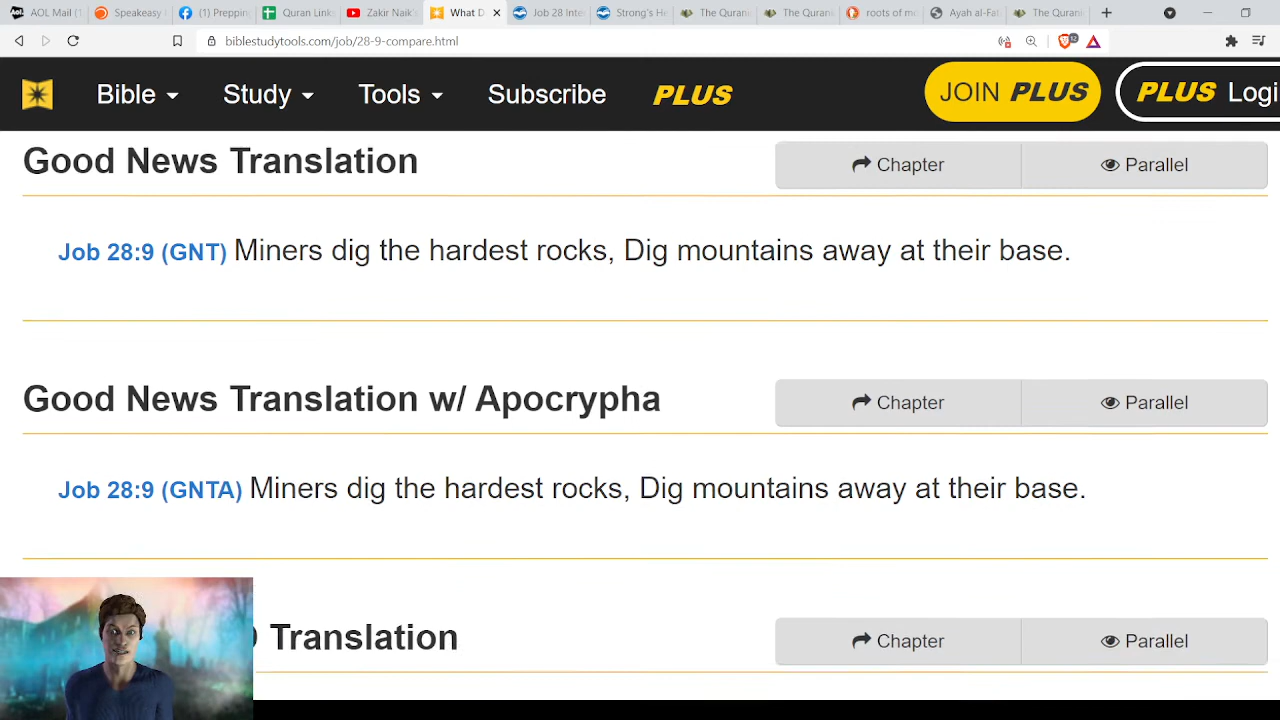 AOL Mail (1
Speakeasy
(1) Prepping
Quran Link
Zakir Naik's
What D
Job 28 Inte
Strong's He
The Quran
The Quran
roots of m
Ayah al-Fat
The Quran
biblestudytools.com/job/28-9-compare.html
12
Bible
Study
Tools
Subscribe
PLUS
JOIN PLUS
PLUS Logi
Good News Translation
Chapter
Parallel
Job 28:9 (GNT) Miners dig the hardest rocks, Dig mountains away at their base.
Good News Translation w/ Apocrypha
Chapter
Parallel
Job 28:9 (GNTA) Miners dig the hardest rocks, Dig mountains away at their base.
Translation
Chapter
Parallel